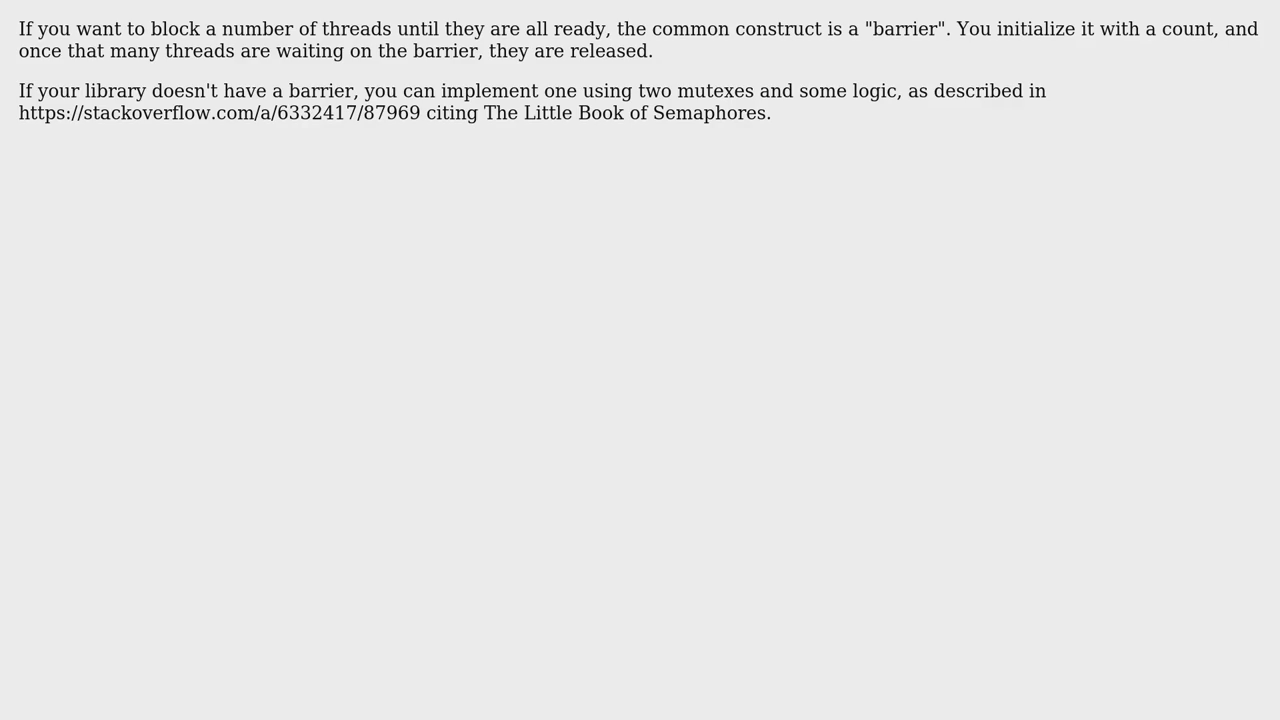 If you want to block a number of threads until they are all ready, the common construct is a "barrier". You initialize it with a count, and
once that many threads are waiting on the barrier, they are released.
If your library doesn't have a barrier, you can implement one using two mutexes and some logic, as described in
https://stackoverflow.com/a/6332417/87969 citing The Little Book of Semaphores.